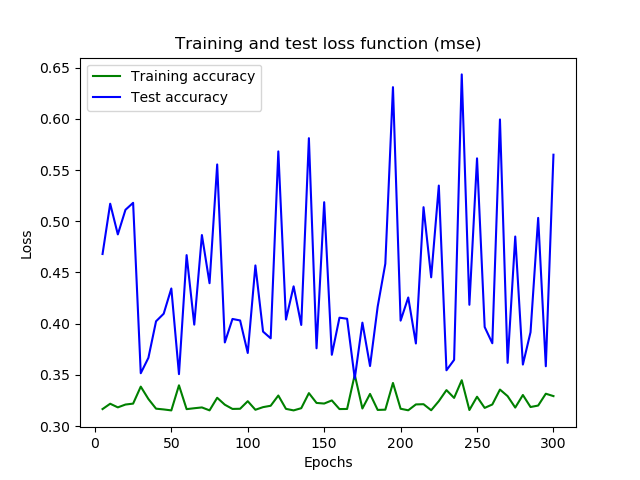 Training and test loss function (mse)
Training accuracy
Test accuracy
0.65
0.60
0.55
0.50
0.45
0.40
0.35
0.30
Loss
0 50 100 150 200 250 300
Epochs